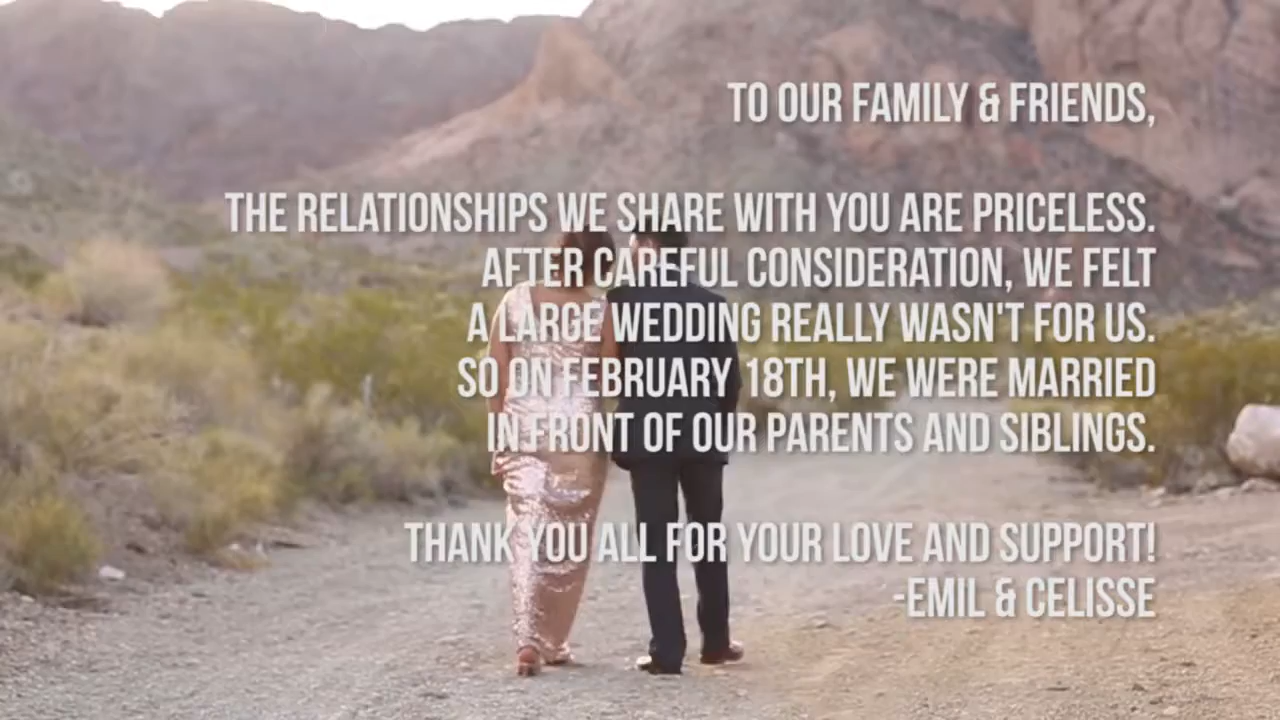 TO OUR FAMILY & FRIENDS,
THE RELATIONSHIPS WE SHARE WITH YOU ARE PRICELESS.
AFTER CAREFUL CONSIDERATION, WE FELT
A LARGE WEDDING REALLY WASN'T FOR US.
SO ON FEBRUARY 18TH, WE WERE MARRIED
IN FRONT OF OUR PARENTS AND SIBLINGS.
THANK YOU ALL FOR YOUR LOVE AND SUPPORT!
-EMIL & CELISSE